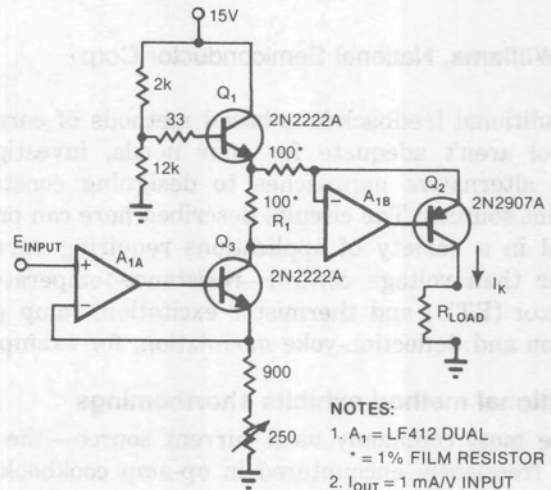 15V
2k
Q1
33
2N2222A
100*
Q2
2N2907A
12k
100*
R1
A1B
−
+
EINPUT
+
A1A
−
Q3
2N2222A
IK
RLOAD
900
250
NOTES:
1. A1 = LF412 DUAL
* = 1% FILM RESISTOR
2. IOUT = 1 mA/V INPUT